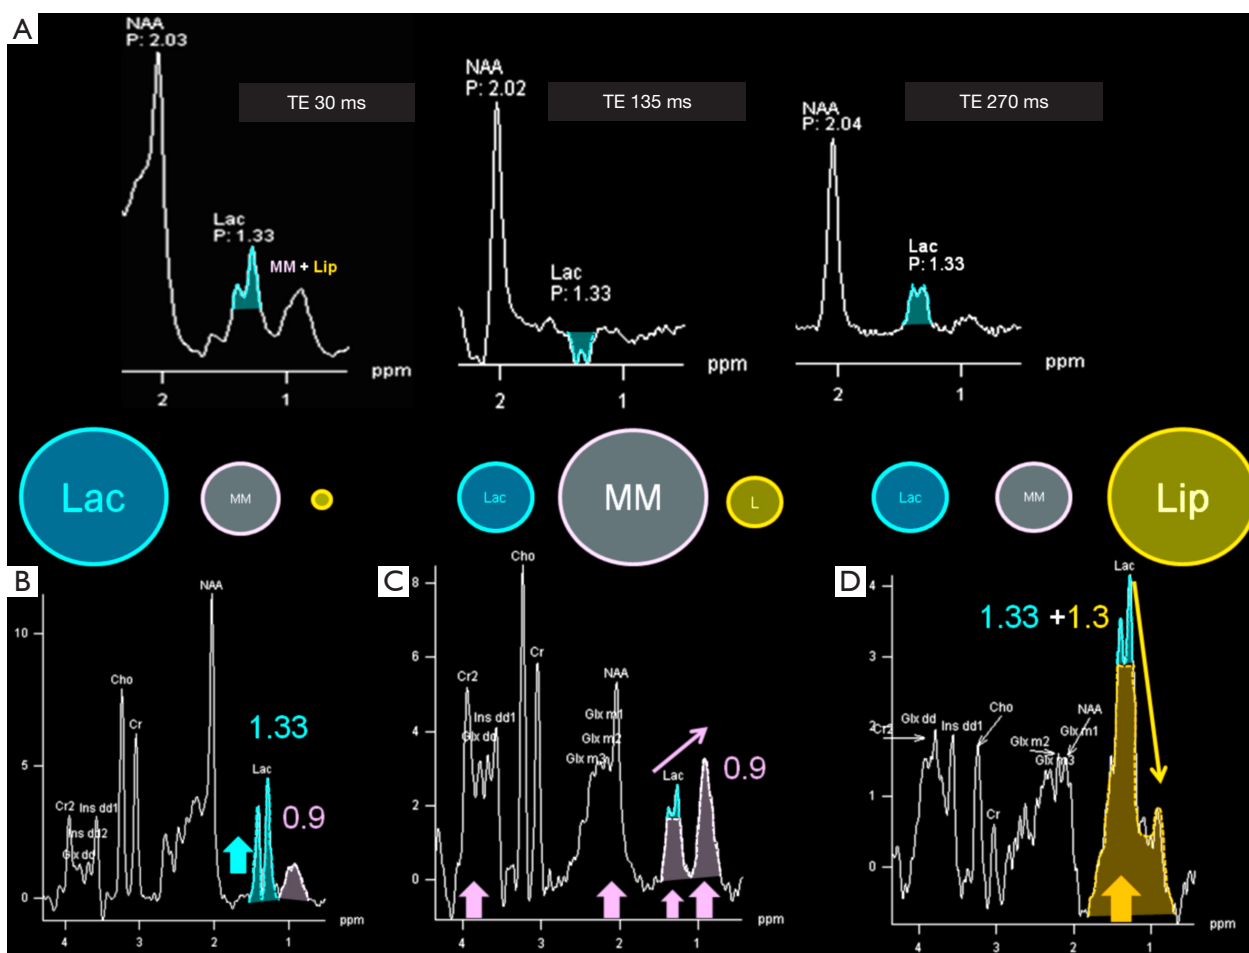 A
NAA
P: 2.03
TE 30 ms
Lac
P: 1.33
MM + Lip
ppm
2 1
NAA
P: 2.02
TE 135 ms
Lac
P: 1.33
ppm
2 1
NAA
P: 2.04
TE 270 ms
Lac
P: 1.33
ppm
2 1
Lac
MM
Lac
MM
L
Lac
MM
Lip
B
NAA
10
Cho
Cr
1.33
Lac
5
0.9
Cr2
Ins dd1
Ins dd2
Glx dd
0
ppm
4 3 2 1
C
Cho
8
6
Cr
Cr2
NAA
Ins dd1
Glx m1
Glx dd
Glx m2
4
Glx m3
0.9
Lac
2
0
ppm
4 3 2 1
D
Lac
4
1.33 +1.3
3
Cho
NAA
Glx dd
Ins dd1
Cr2
2
Glx m1
Glx m2
Glx m3
Cr
1
0
ppm
4 3 2 1